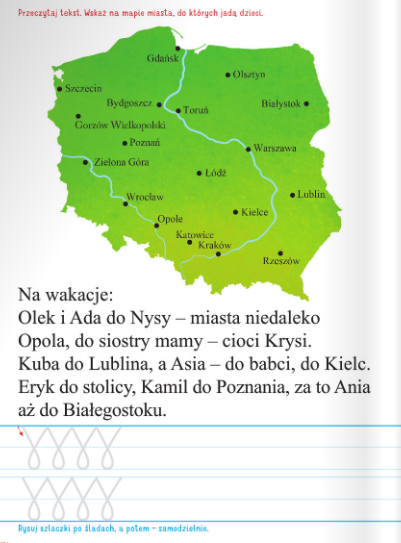 Przeczytaj tekst. Wskaż na mapie miasta, do których jadą dzieci.
Gdańsk
Olsztyn
Szczecin
Bydgoszcz
Toruń
Białystok
Gorzów Wielkopolski
Poznań
Warszawa
Zielona Góra
Łódź
Wrocław
Lublin
Opole
Kielce
Katowice
Kraków
Rzeszów
Na wakacje:
Olek i Ada do Nysy – miasta niedaleko
Opola, do siostry mamy – cioci Krysi.
Kuba do Lublina, a Asia – do babci, do Kielc.
Eryk do stolicy, Kamil do Poznania, za to Ania
aż do Białegostoku.
Rysuj szlaczki po śladach, a potem – samodzielnie.